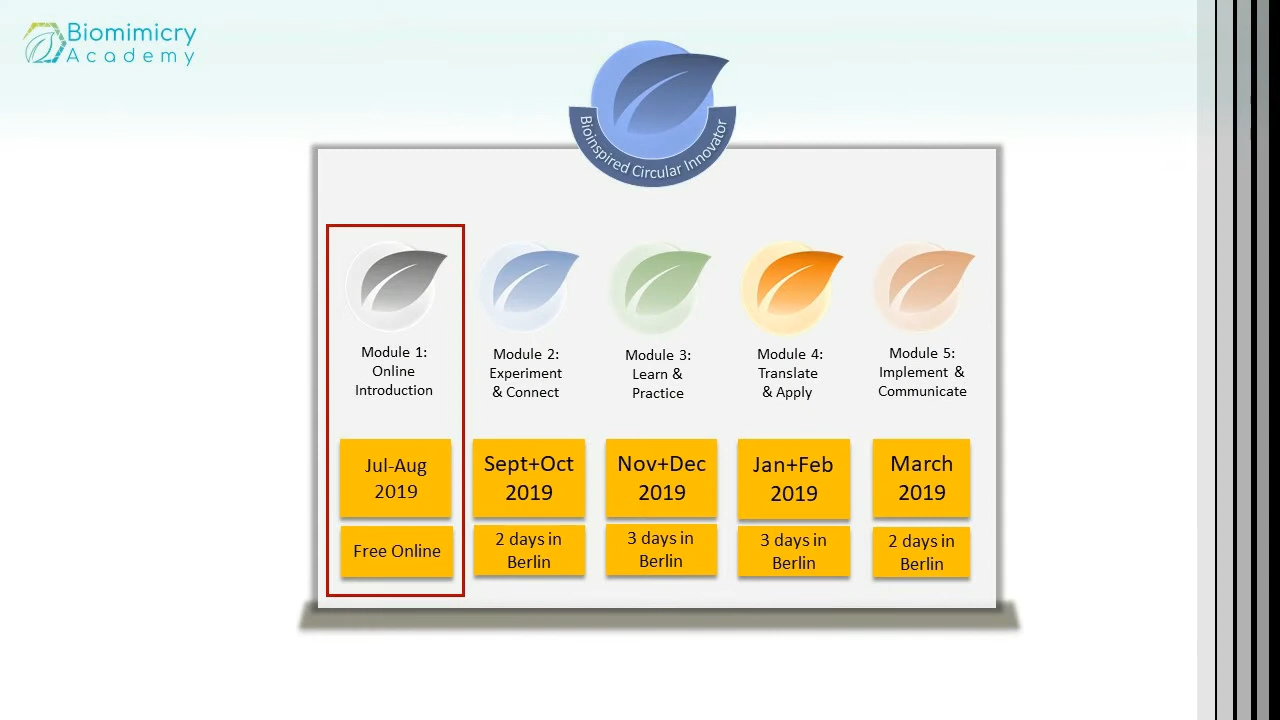 Biomimicry
Academy
Bioinspired Circular Innovator
Module 1:
Online
Introduction
Module 2:
Experiment
& Connect
Module 3:
Learn &
Practice
Module 4:
Translate
& Apply
Module 5:
Implement &
Communicate
Jul-Aug
2019
Sept+Oct
2019
Nov+Dec
2019
Jan+Feb
2019
March
2019
Free Online
2 days in
Berlin
3 days in
Berlin
3 days in
Berlin
2 days in
Berlin